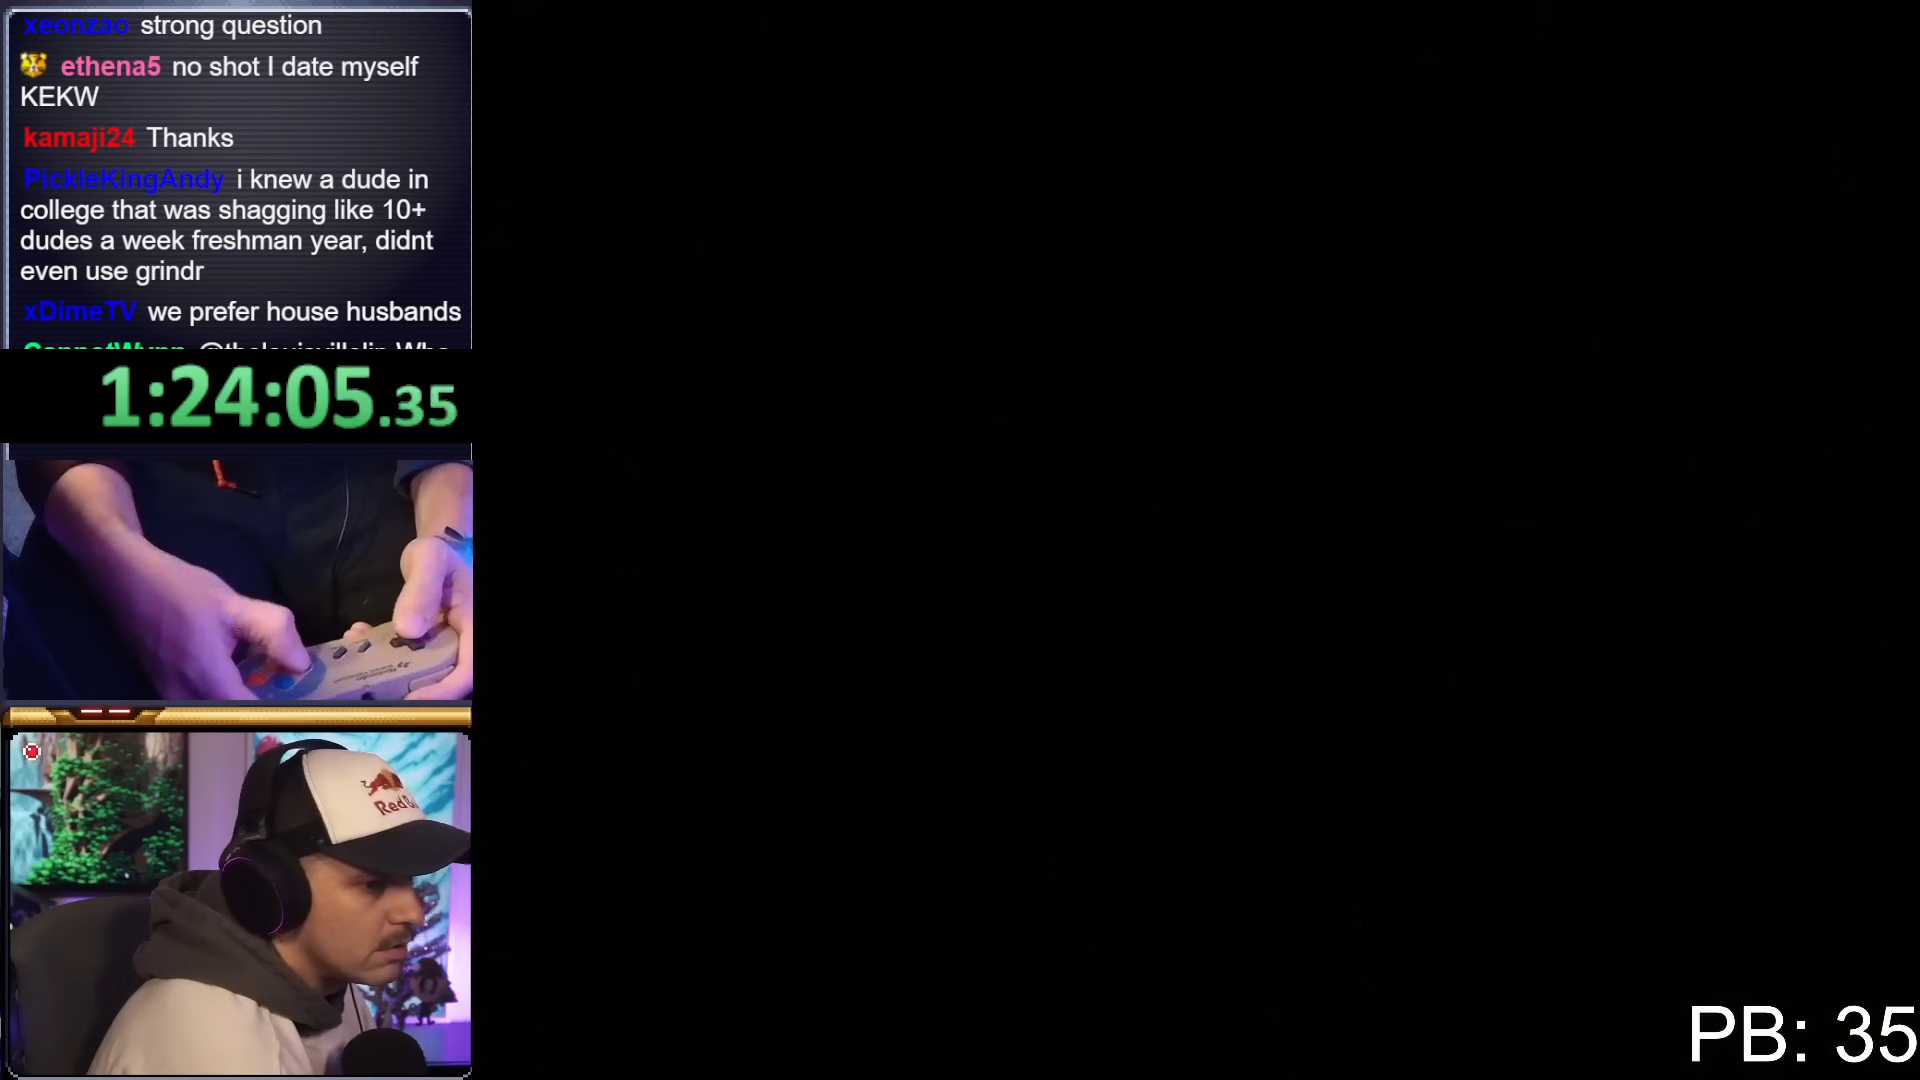 xeonzao strong question
ethena5 no shot I date myself
KEKW
kamaji24 Thanks
PickleKingAndy i knew a dude in
college that was shagging like 10+
dudes a week freshman year, didnt
even use grindr
xDimeTV we prefer house husbands
1:24:05.35
Red
PB: 35